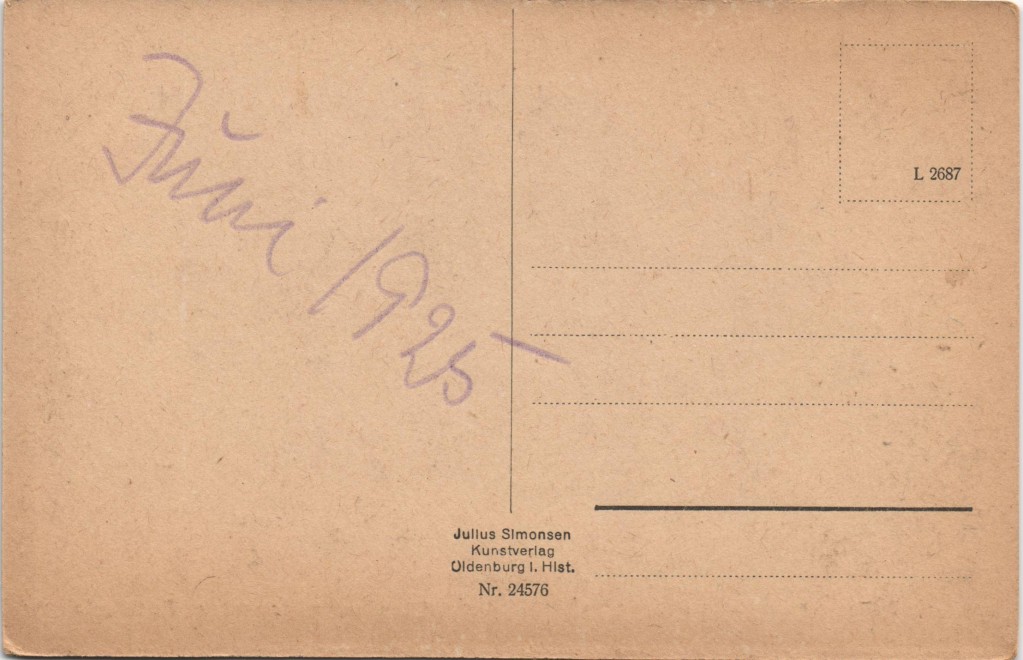 Juni 1925
L 2687
Julius Simonsen
Kunstverlag
Oldenburg i. Hlst.
Nr. 24576